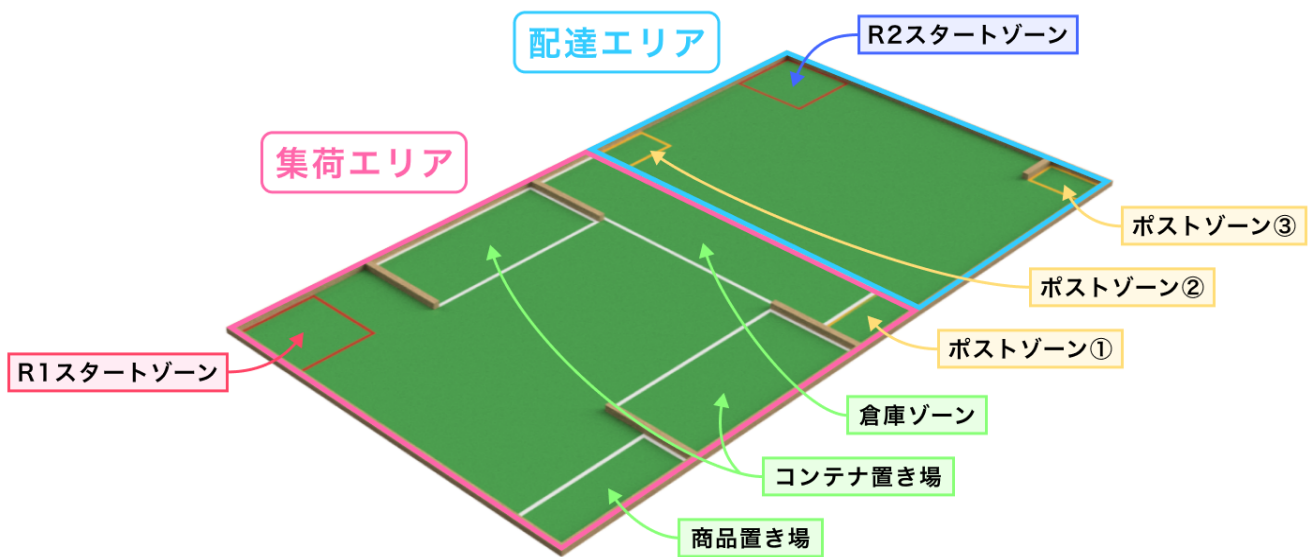 配達エリア
R2スタートゾーン
集荷エリア
ポストゾーン③
ポストゾーン②
ポストゾーン①
R1スタートゾーン
倉庫ゾーン
コンテナ置き場
商品置き場